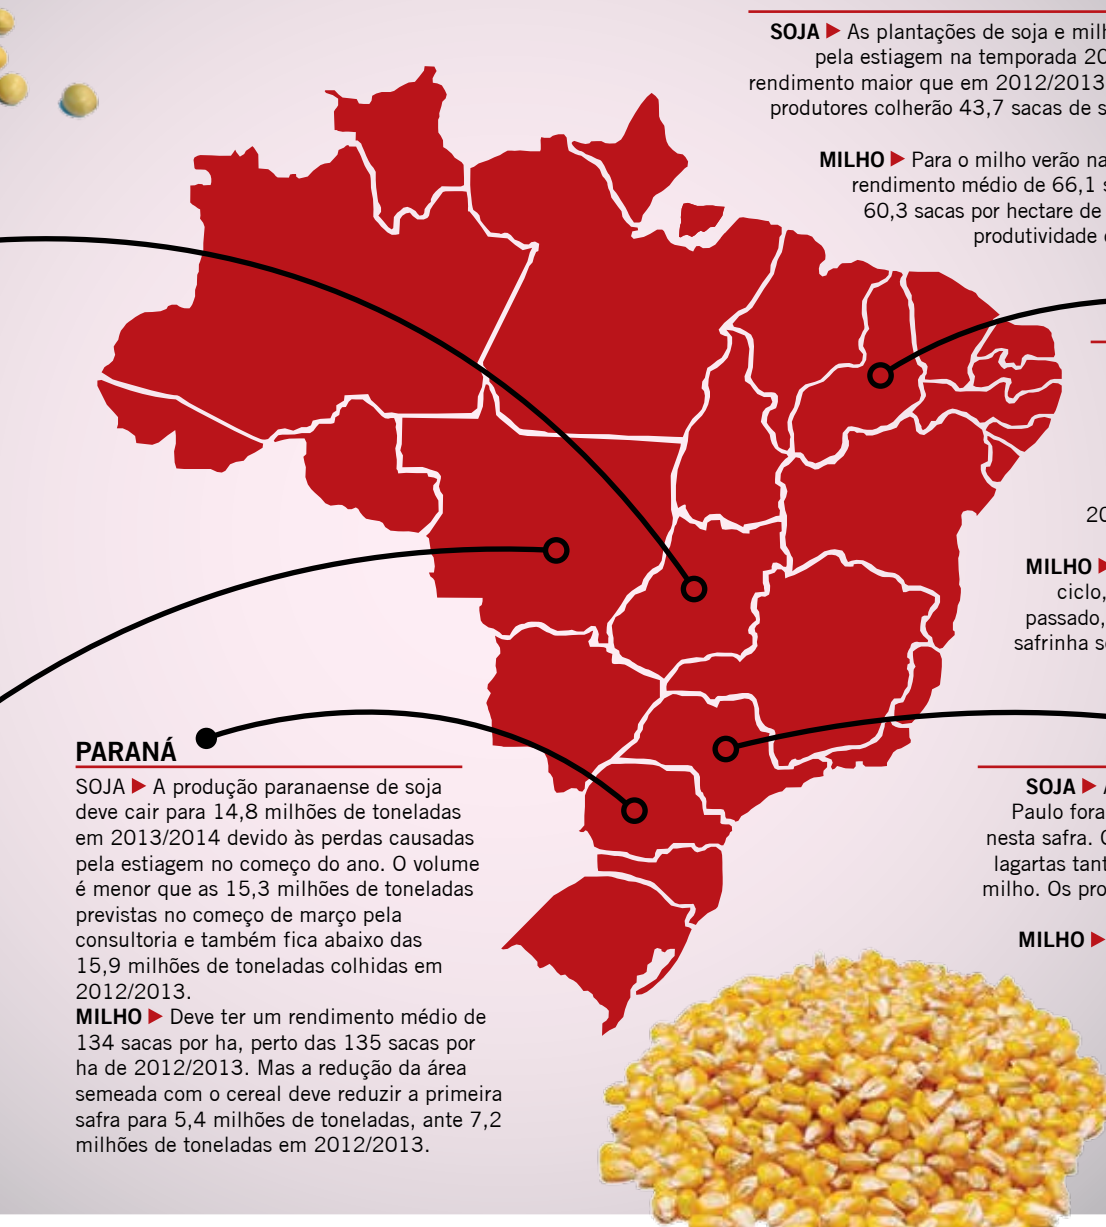 SOJA ▶ As plantações de soja e
pela estiagem na temporada
rendimento maior que em 2012/2013
produtores colherão 43,7 sacas de
MILHO ▶ Para o milho verão
rendimento médio de 66,1
60,3 sacas por hectare de
produtividade
MILHO ▶
ciclo,
passado,
safrinha
PARANÁ
SOJA ▶ A produção paranaense de soja
deve cair para 14,8 milhões de toneladas
em 2013/2014 devido às perdas causadas
pela estiagem no começo do ano. O volume
é menor que as 15,3 milhões de toneladas
previstas no começo de março pela
consultoria e também fica abaixo das
15,9 milhões de toneladas colhidas em
2012/2013.
MILHO ▶ Deve ter um rendimento médio de
134 sacas por ha, perto das 135 sacas por
ha de 2012/2013. Mas a redução da área
semeada com o cereal deve reduzir a primeira
safra para 5,4 milhões de toneladas, ante 7,2
milhões de toneladas em 2012/2013.
SOJA ▶
Paulo
nesta safra.
lagartas
milho. Os
MILHO ▶